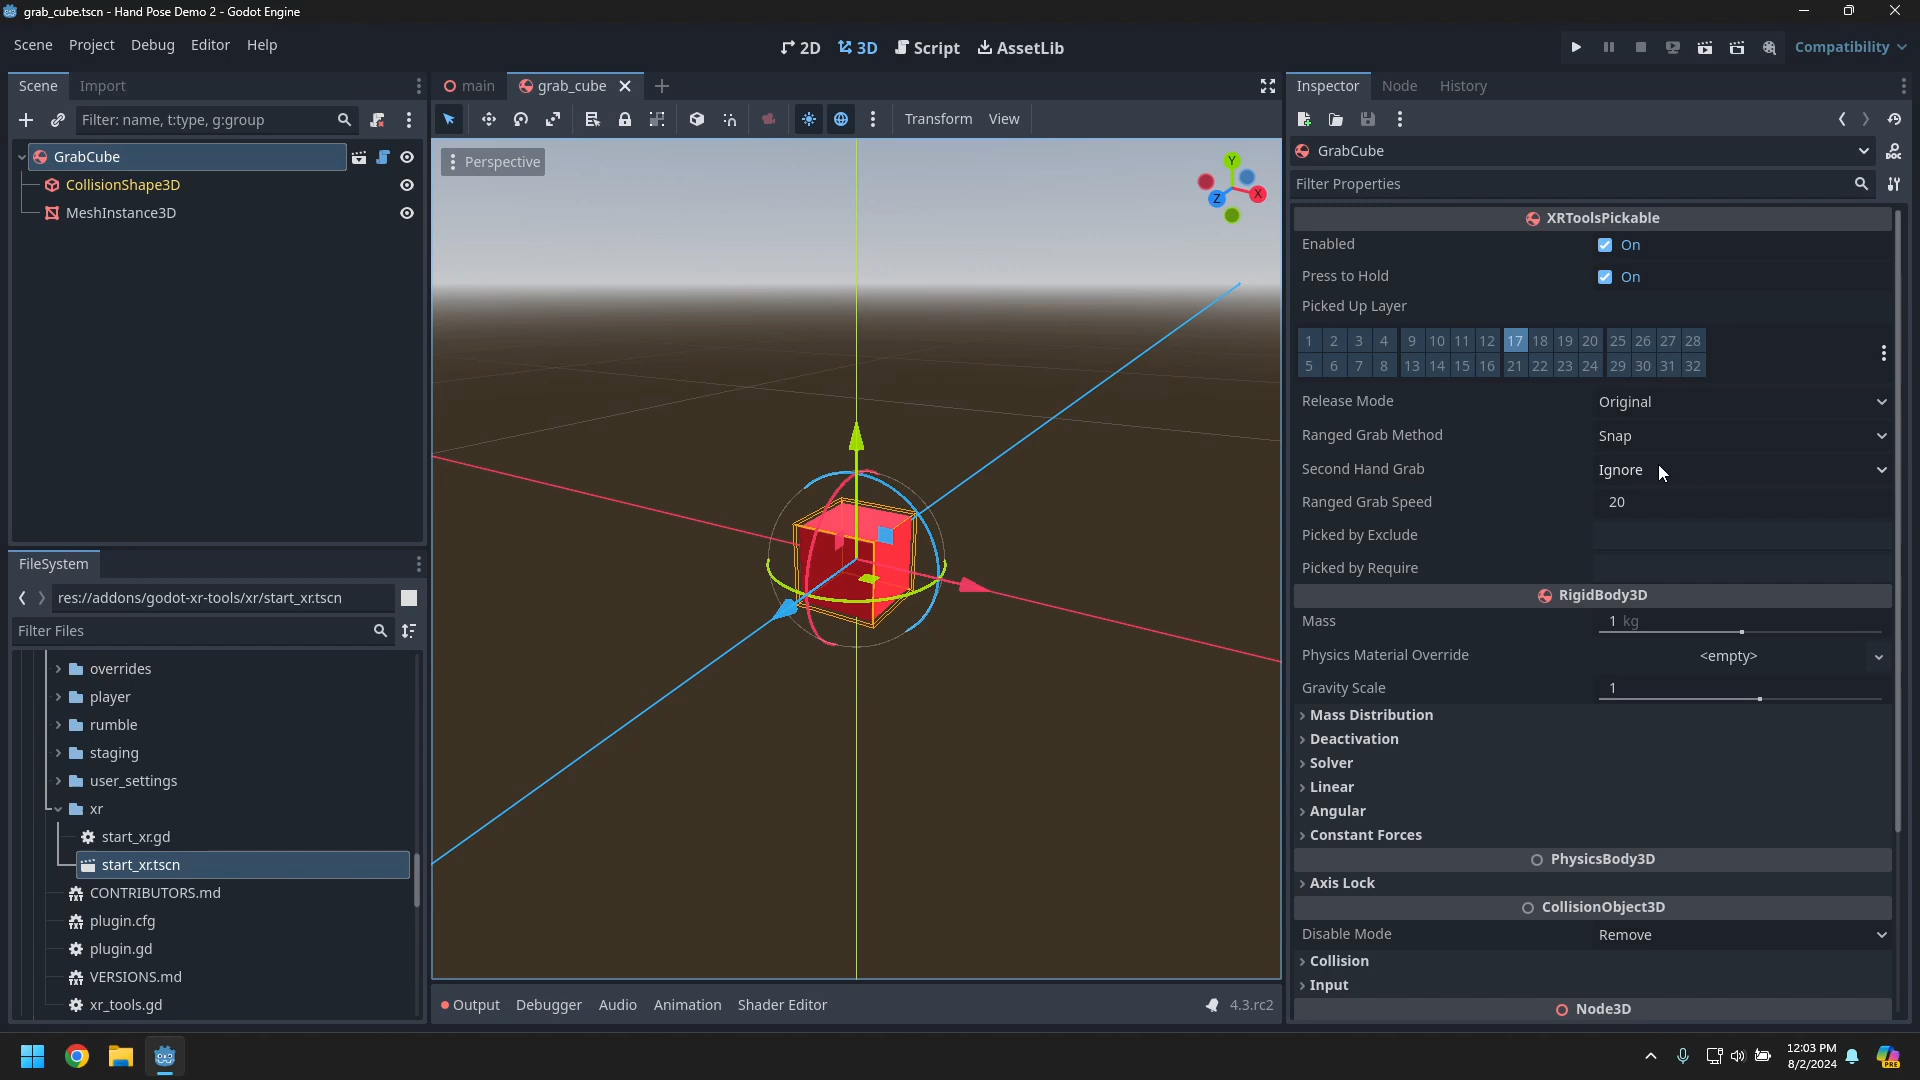 grab_cube.tscn - Hand Pose Demo 2 - Godot Engine
Scene Project Debug Editor Help
2D 3D Script AssetLib
Compatibility
Scene Import
Filter: name, t:type, g:group
GrabCube
CollisionShape3D
MeshInstance3D
FileSystem
res://addons/godot-xr-tools/xr/start_xr.tscn
Filter Files
overrides
player
rumble
staging
user_settings
xr
start_xr.gd
start_xr.tscn
CONTRIBUTORS.md
plugin.cfg
plugin.gd
VERSIONS.md
xr_tools.gd
main grab_cube
Transform View
Perspective
Y
X
Z
Output Debugger Audio Animation Shader Editor 4.3.rc2
Inspector Node History
GrabCube
DOC
Filter Properties
XRToolsPickable
Enabled On
Press to Hold On
Picked Up Layer
1 2 3 4 9 10 11 12 17 18 19 20 25 26 27 28
5 6 7 8 13 14 15 16 21 22 23 24 29 30 31 32
Release Mode Original
Ranged Grab Method Snap
Second Hand Grab Ignore
Ranged Grab Speed 20
Picked by Exclude
Picked by Require
RigidBody3D
Mass 1 kg
Physics Material Override <empty>
Gravity Scale 1
Mass Distribution
Deactivation
Solver
Linear
Angular
Constant Forces
PhysicsBody3D
Axis Lock
CollisionObject3D
Disable Mode Remove
Collision
Input
Node3D
12:03 PM
8/2/2024
PRE